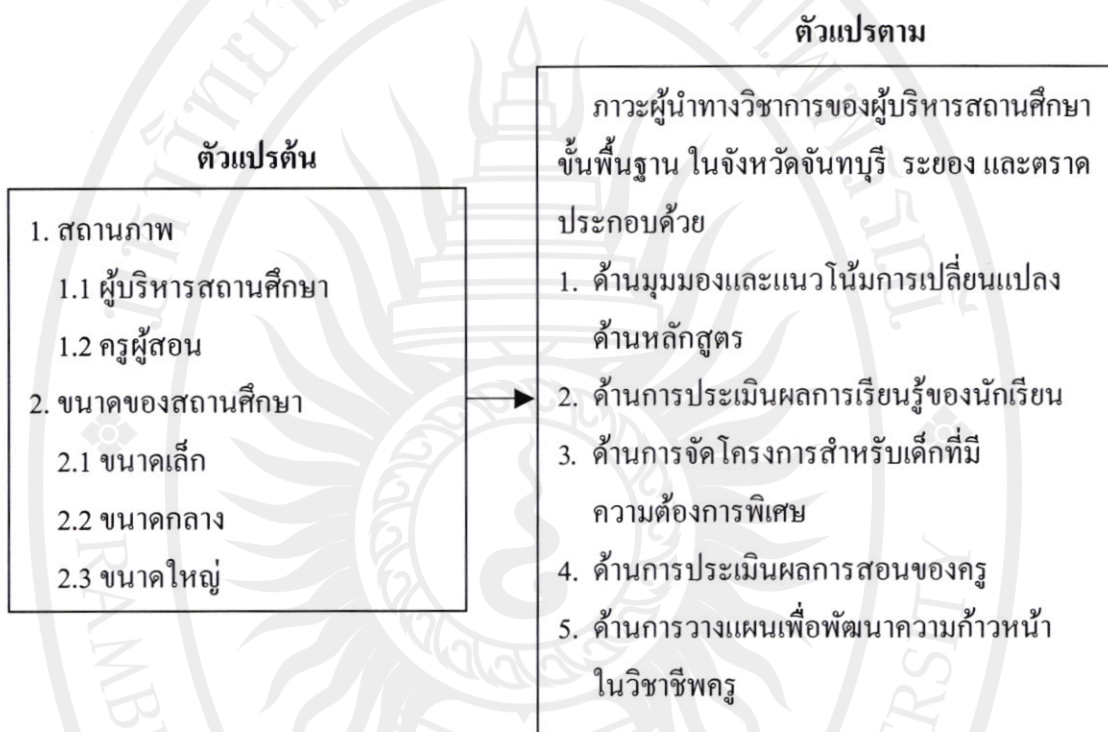 ตัวแปรต้น
1. สถานภาพ
1.1 ผู้บริหารสถานศึกษา
1.2 ครูผู้สอน
2. ขนาดของสถานศึกษา
2.1 ขนาดเล็ก
2.2 ขนาดกลาง
2.3 ขนาดใหญ่
ตัวแปรตาม
ภาวะผู้นำทางวิชาการของผู้บริหารสถานศึกษา
ขั้นพื้นฐาน ในจังหวัดจันทบุรี ระยอง และตราด
ประกอบด้วย
1. ด้านมุมมองและแนวโน้มการเปลี่ยนแปลง
ด้านหลักสูตร
2. ด้านการประเมินผลการเรียนรู้ของนักเรียน
3. ด้านการจัดโครงการสำหรับเด็กที่มี
ความต้องการพิเศษ
4. ด้านการประเมินผลการสอนของครู
5. ด้านการวางแผนเพื่อพัฒนาความก้าวหน้า
ในวิชาชีพครู